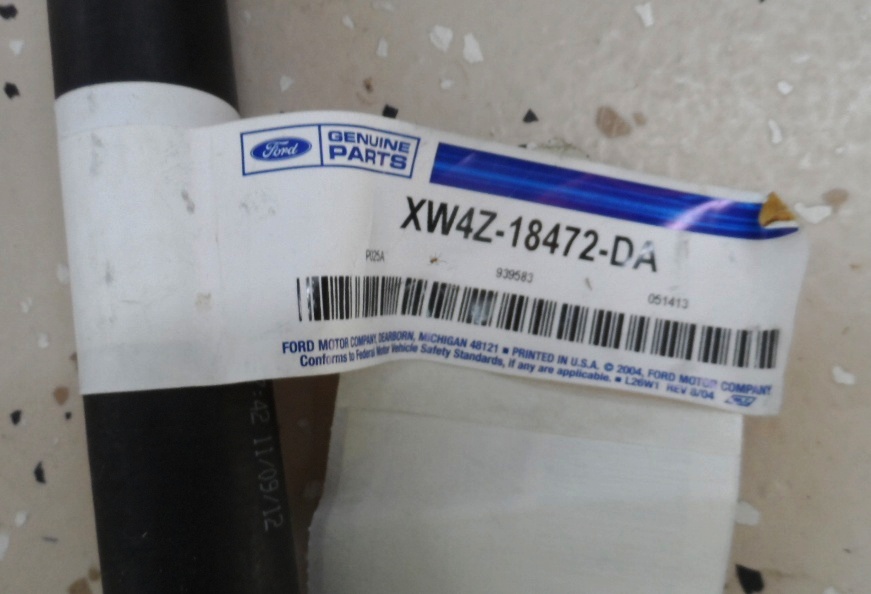 Ford GENUINE PARTS
XW4Z-18472-DA
P025A 939583 051413
FORD MOTOR COMPANY, DEARBORN, MICHIGAN 48121 ■ PRINTED IN U.S.A. © 2004, FORD MOTOR COMPANY
Conforms to Federal Motor Vehicle Safety Standards, if any are applicable. ■ L26W1 REV 8/04
:42 11/09/12